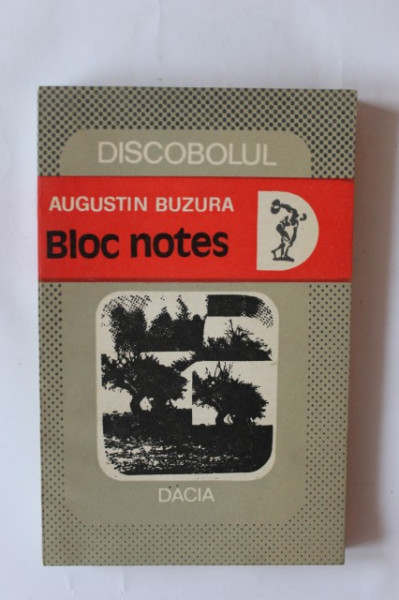 DISCOBOLUL
AUGUSTIN BUZURA
Bloc notes
D
DACIA